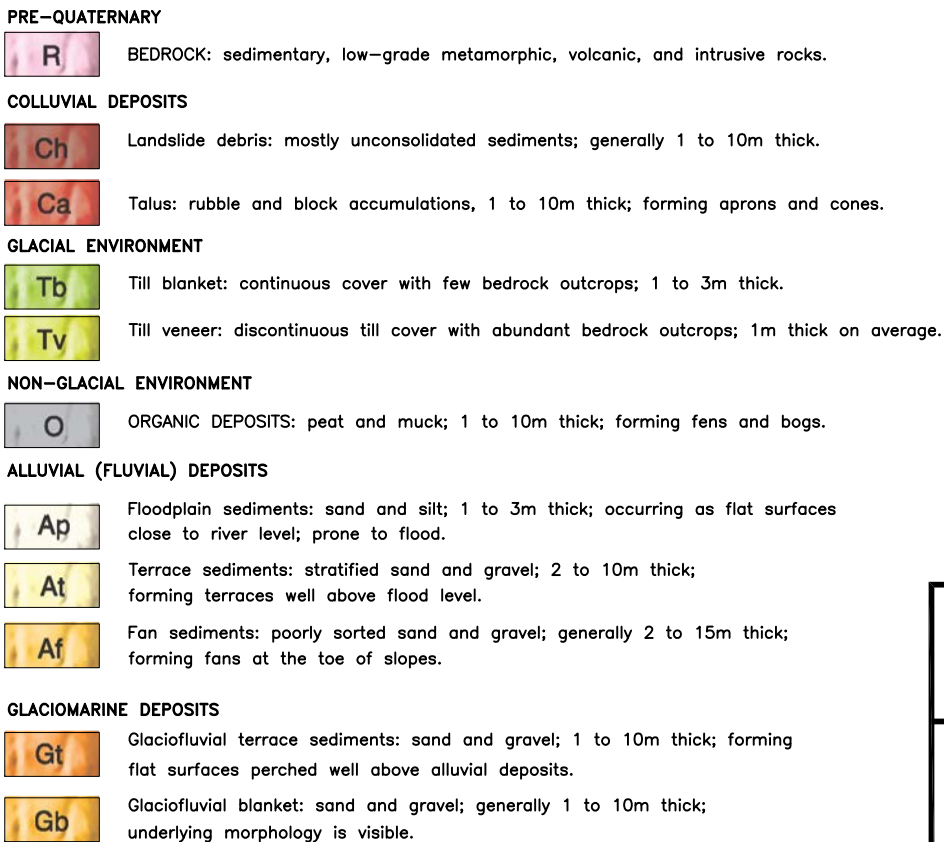 PRE-QUATERNARY
R
BEDROCK: sedimentary, low-grade metamorphic, volcanic, and intrusive rocks.
COLLUVIAL DEPOSITS
Ch
Landslide debris: mostly unconsolidated sediments; generally 1 to 10m thick.
Ca
Talus: rubble and block accumulations, 1 to 10m thick; forming aprons and cones.
GLACIAL ENVIRONMENT
Tb
Till blanket: continuous cover with few bedrock outcrops; 1 to 3m thick.
Tv
Till veneer: discontinuous till cover with abundant bedrock outcrops; 1m thick on average.
NON-GLACIAL ENVIRONMENT
O
ORGANIC DEPOSITS: peat and muck; 1 to 10m thick; forming fens and bogs.
ALLUVIAL (FLUVIAL) DEPOSITS
Ap
Floodplain sediments: sand and silt; 1 to 3m thick; occurring as flat surfaces
close to river level; prone to flood.
At
Terrace sediments: stratified sand and gravel; 2 to 10m thick;
forming terraces well above flood level.
Af
Fan sediments: poorly sorted sand and gravel; generally 2 to 15m thick;
forming fans at the toe of slopes.
GLACIOMARINE DEPOSITS
Gt
Glaciofluvial terrace sediments: sand and gravel; 1 to 10m thick; forming
flat surfaces perched well above alluvial deposits.
Gb
Glaciofluvial blanket: sand and gravel; generally 1 to 10m thick;
underlying morphology is visible.